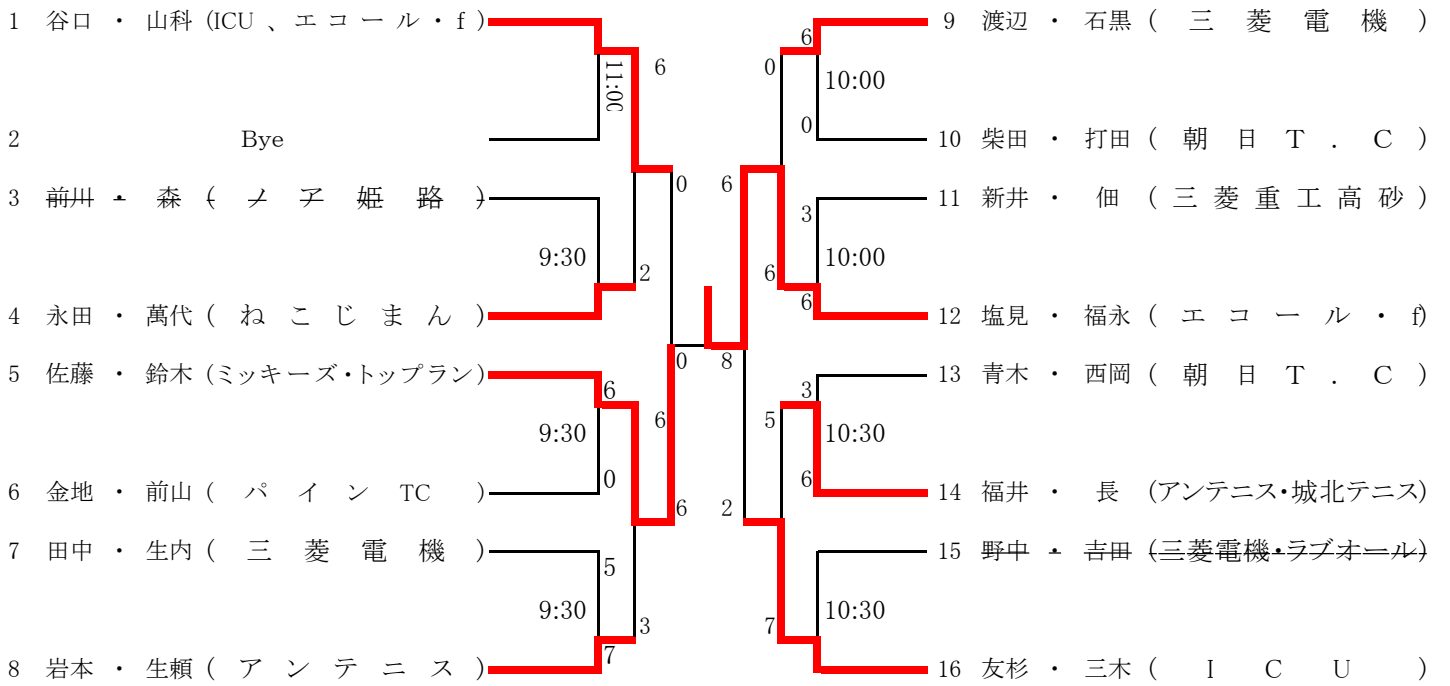 1 谷口 ・ 山科 (ICU 、エコール・f) 6 9 渡辺 ・ 石黒 ( 三菱電機 )
11:00 6 0 10:00
2 Bye 0 10 柴田 ・ 打田 ( 朝日T.C )
3 前川 ・ 森 ( ノア姫路 ) 0 6 3 11 新井 ・ 佃 ( 三菱重工高砂 )
9:30 2 6 10:00
4 永田 ・ 萬代 ( ねこじまん ) 6 12 塩見 ・ 福永 ( エコール・f)
0 8
5 佐藤 ・ 鈴木 (ミッキーズ・トップラン) 6 3 13 青木 ・ 西岡 ( 朝日T.C )
9:30 6 5 10:30
6 金地 ・ 前山 ( パインTC ) 0 6 14 福井 ・ 長 (アンテニス・城北テニス)
6 2
7 田中 ・ 生内 ( 三菱電機 ) 5 15 野中 ・ 吉田 (三菱電機・ラブオール)
9:30 3 7 10:30
8 岩本 ・ 生頼 ( アンテニス ) 7 16 友杉 ・ 三木 ( ICU )